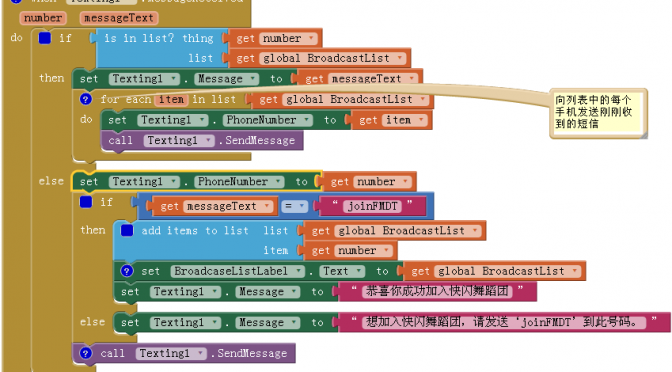 when Texting1 .MessageReceived
number messageText
do if is in list? thing get number
list get global BroadcastList
then set Texting1 . Message to get messageText
for each item in list get global BroadcastList
do set Texting1 . PhoneNumber to get item
call Texting1 .SendMessage
向列表中的每个
手机发送刚刚收
到的短信
else set Texting1 . PhoneNumber to get number
if get messageText = “ joinFMDT ”
then add items to list list get global BroadcastList
item get number
set BroadcaseListLabel . Text to get global BroadcastList
set Texting1 . Message to “ 恭喜你成功加入快闪舞蹈团 ”
else set Texting1 . Message to “ 想加入快闪舞蹈团，请发送‘joinFMDT’到此号码。 ”
call Texting1 .SendMessage